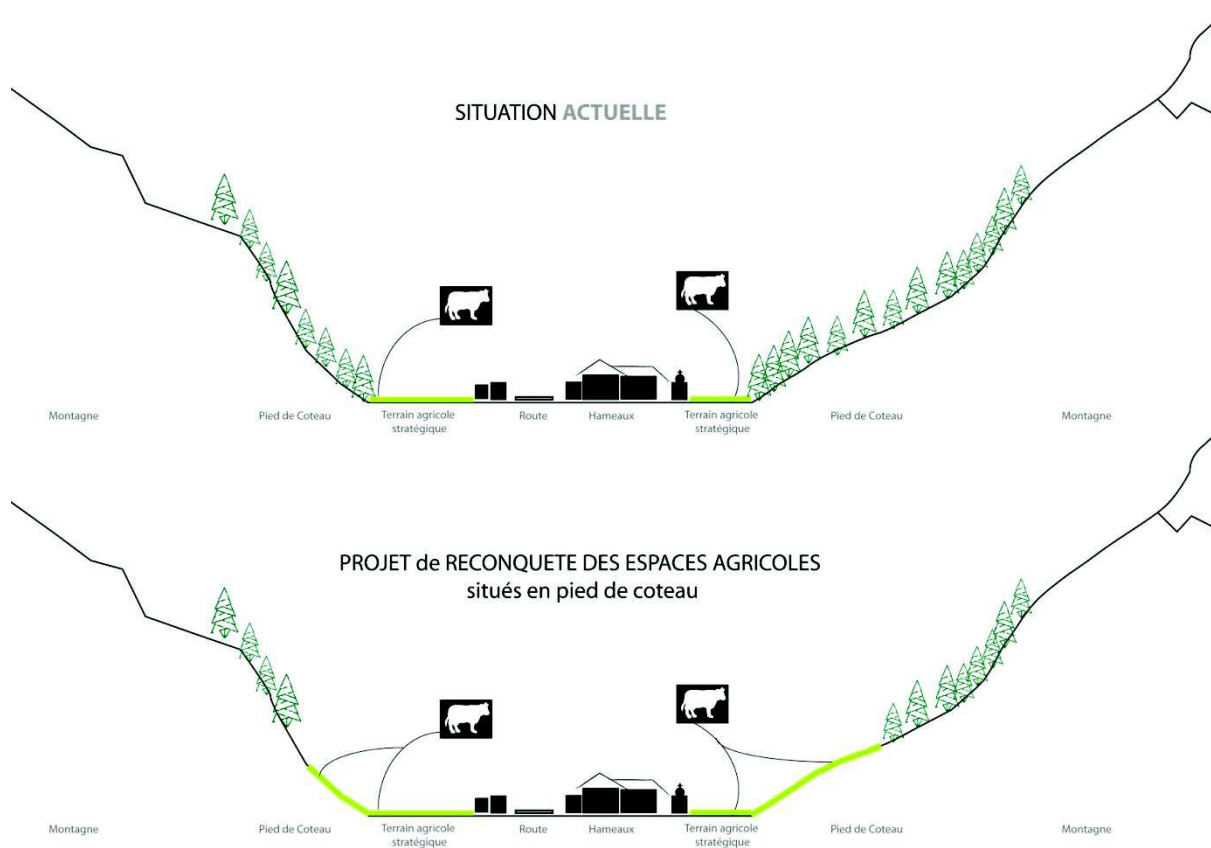 SITUATION ACTUELLE
Montagne
Pied de Coteau
Terrain agricole
stratégique
Route
Hameaux
Terrain agricole
stratégique
Pied de Coteau
Montagne
PROJET de RECONQUETE DES ESPACES AGRICOLES
situés en pied de coteau
Montagne
Pied de Coteau
Terrain agricole
stratégique
Route
Hameaux
Terrain agricole
stratégique
Pied de Coteau
Montagne